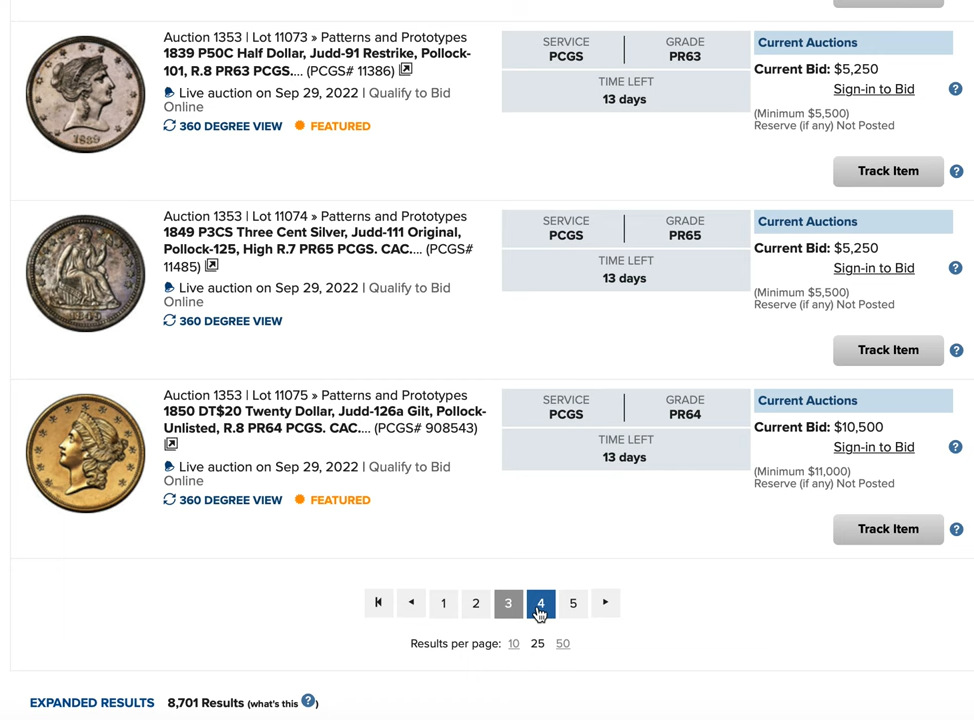 Auction 1353 | Lot 11073 » Patterns and Prototypes
1839 P50C Half Dollar, Judd-91 Restrike, Pollock-
101, R.8 PR63 PCGS.... (PCGS# 11386)
Live auction on Sep 29, 2022 | Qualify to Bid
Online
360 DEGREE VIEW FEATURED
SERVICE GRADE
PCGS PR63
TIME LEFT
13 days
Current Auctions
Current Bid: $5,250
Sign-in to Bid ?
(Minimum $5,500)
Reserve (if any) Not Posted
Track Item ?
1839
Auction 1353 | Lot 11074 » Patterns and Prototypes
1849 P3CS Three Cent Silver, Judd-111 Original,
Pollock-125, High R.7 PR65 PCGS. CAC.... (PCGS#
11485)
Live auction on Sep 29, 2022 | Qualify to Bid
Online
360 DEGREE VIEW
SERVICE GRADE
PCGS PR65
TIME LEFT
13 days
Current Auctions
Current Bid: $5,250
Sign-in to Bid ?
(Minimum $5,500)
Reserve (if any) Not Posted
Track Item ?
Auction 1353 | Lot 11075 » Patterns and Prototypes
1850 DT$20 Twenty Dollar, Judd-126a Gilt, Pollock-
Unlisted, R.8 PR64 PCGS. CAC.... (PCGS# 908543)
Live auction on Sep 29, 2022 | Qualify to Bid
Online
360 DEGREE VIEW FEATURED
SERVICE GRADE
PCGS PR64
TIME LEFT
13 days
Current Auctions
Current Bid: $10,500
Sign-in to Bid ?
(Minimum $11,000)
Reserve (if any) Not Posted
Track Item ?
1 2 3 4 5
Results per page: 10 25 50
EXPANDED RESULTS 8,701 Results (what's this ?)